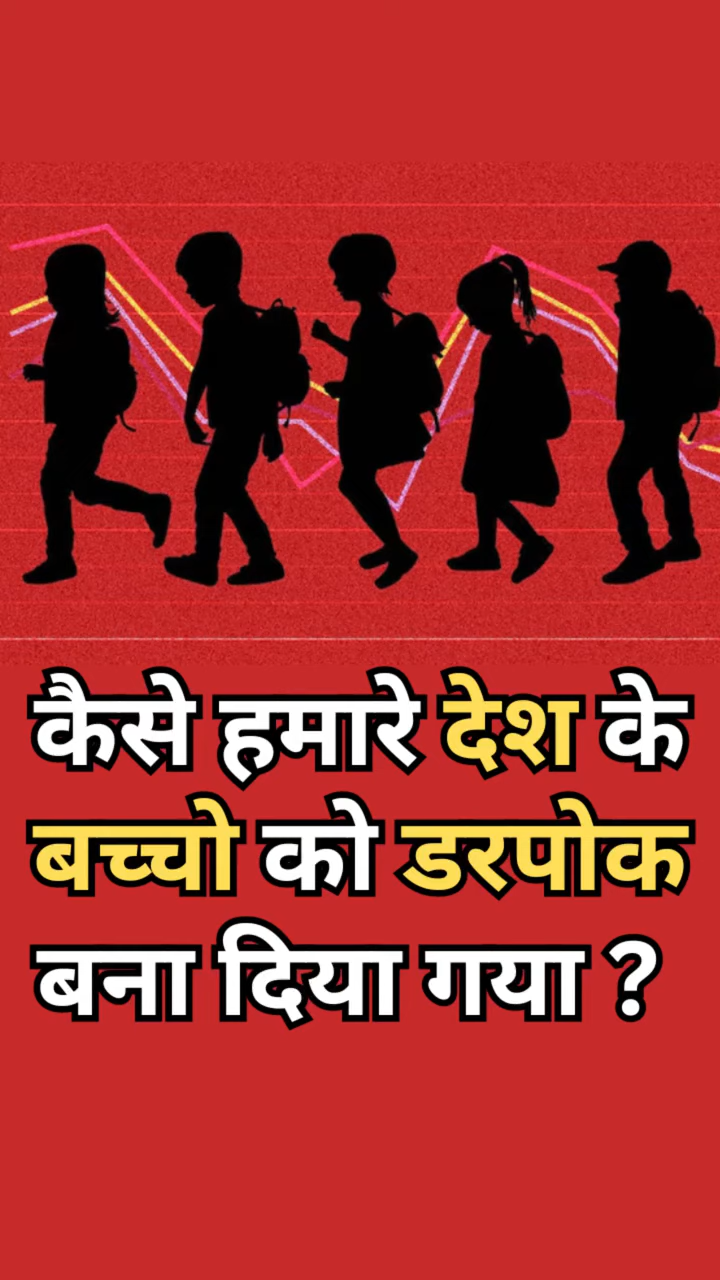 कैसे हमारे देश के
बच्चो को डरपोक
बना दिया गया ?